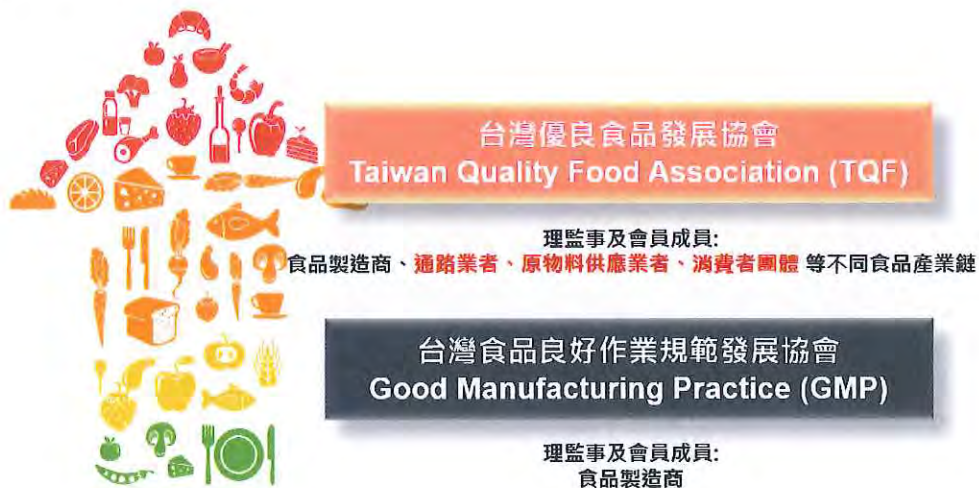 台灣優良食品發展協會
Taiwan Quality Food Association (TQF)
理監事及會員成員:
食品製造商、通路業者、原物料供應業者、消費者團體 等不同食品產業鏈
台灣食品良好作業規範發展協會
Good Manufacturing Practice (GMP)
理監事及會員成員:
食品製造商